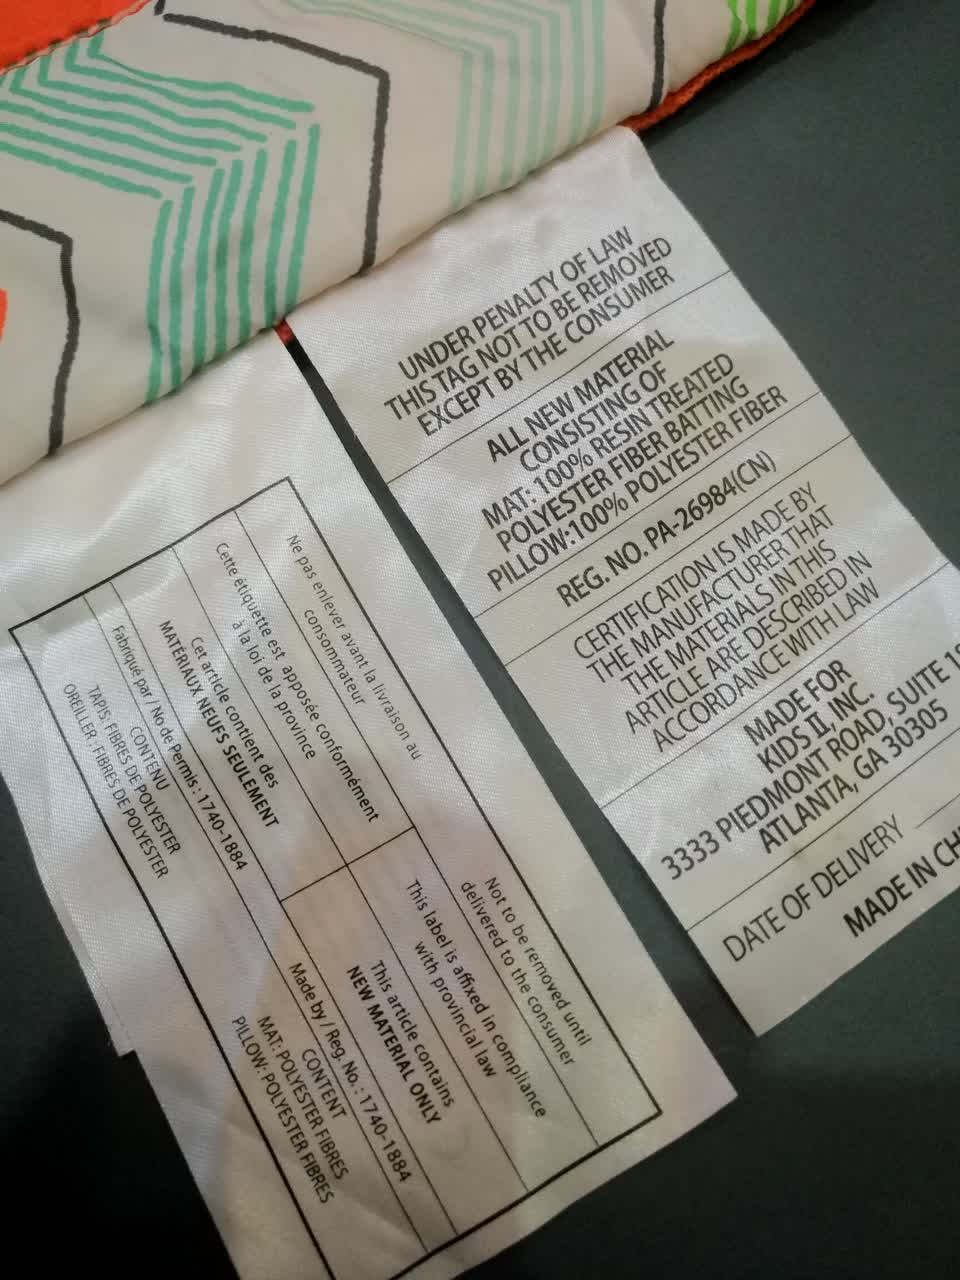 UNDER PENALTY OF LAW
THIS TAG NOT TO BE REMOVED
EXCEPT BY THE CONSUMER
ALL NEW MATERIAL
CONSISTING OF
MAT: 100% RESIN TREATED
POLYESTER FIBER BATTING
PILLOW:100% POLYESTER FIBER
REG. NO. PA-26984(CN)
CERTIFICATION IS MADE BY
THE MANUFACTURER THAT
THE MATERIALS IN THIS
ARTICLE ARE DESCRIBED IN
ACCORDANCE WITH LAW
MADE FOR
KIDS II, INC.
3333 PIEDMONT ROAD, SUITE
ATLANTA, GA 30305
DATE OF DELIVERY
MADE IN
Ne pas enlever avant la livraison au
consommateur
Cette étiquette est apposée conformément
à la loi de la province
Cet article contient des
MATÉRIAUX NEUFS SEULEMENT
Fabriqué par / No de Permis : 1740-1884
CONTENU
TAPIS: FIBRES DE POLYESTER
OREILLER : FIBRES DE POLYESTER
Not to be removed until
delivered to the consumer
This label is affixed in compliance
with provincial law
This article contains
NEW MATERIAL ONLY
Made by / Reg. No. : 1740-1884
CONTENT
MAT: POLYESTER FIBRES
PILLOW: POLYESTER FIBRES